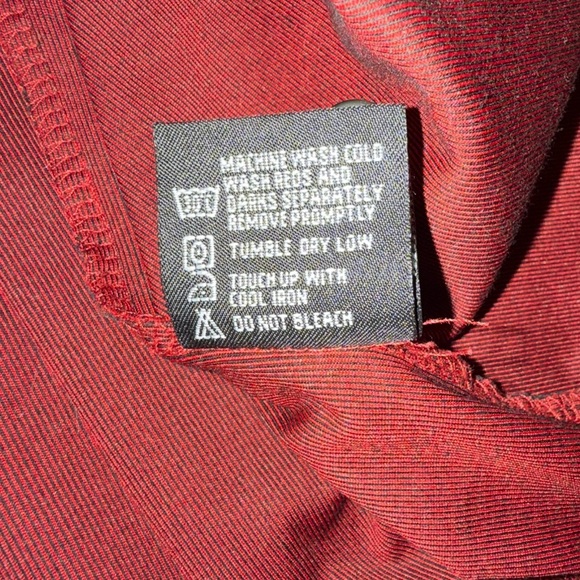 MACHINE WASH COLD
WASH REDS AND
DARKS SEPARATELY
REMOVE PROMPTLY
TUMBLE DRY LOW
TOUCH UP WITH
COOL IRON
DO NOT BLEACH